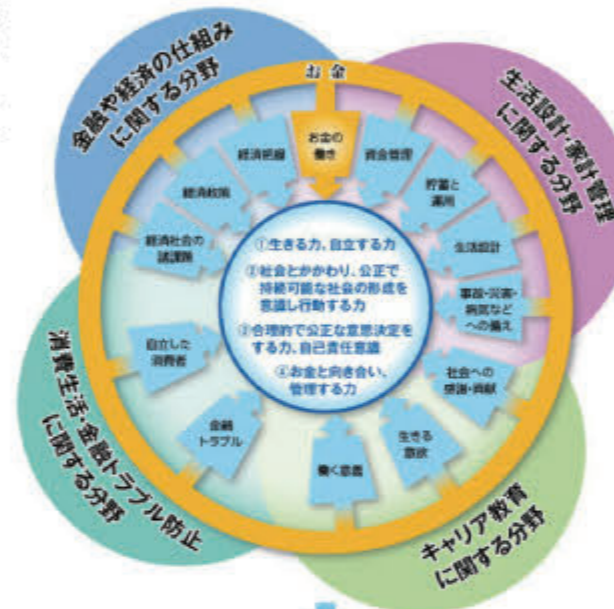 金融や経済の仕組み
に関する分野
生活設計・家計管理
に関する分野
お金
お金の
働き
資金管理
貯蓄と
運用
生活設計
事故・災害・
病気など
への備え
社会への
感謝・貢献
生きる
意欲
働く意義
金融
トラブル
自立した
消費者
経済社会の
諸課題
経済政策
経済把握
①生きる力、自立する力
②社会とかかわり、公正で
持続可能な社会の形成を
意識し行動する力
③合理的で公正な意思決定を
する力、自己責任意識
④お金と向き合い、
管理する力
消費生活・金融トラブル防止
に関する分野
キャリア教育
に関する分野